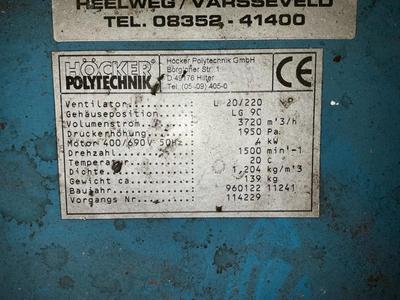 HEELWEG/VARSSEVELD
TEL. 08352 - 41400
HÖCKER
POLYTECHNIK
Höcker Polytechnik GmbH
Borgloher Str. 1
D 49176 Hilter
Tel. (05409) 405-0
CE
Ventilator L 20/220 VP
Gehäuseposition LG 90
Volumenstrom 3720 m³/h
Druckerhöhung 1950 Pa
Motor 400/690V 50Hz 4 kW
Drehzahl 1500 min^-1
Temperatur 20 C
Dichte 1,204 kg/m^3
Gewicht ca. 139 kg
Baujahr 960122 11241
Vorgangs Nr. 114229